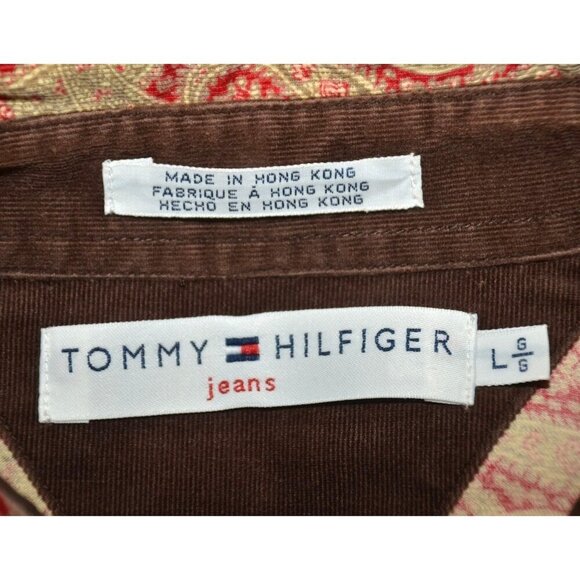 MADE IN HONG KONG
FABRIQUE À HONG KONG
HECHO EN HONG KONG
TOMMY HILFIGER
jeans
L G/G